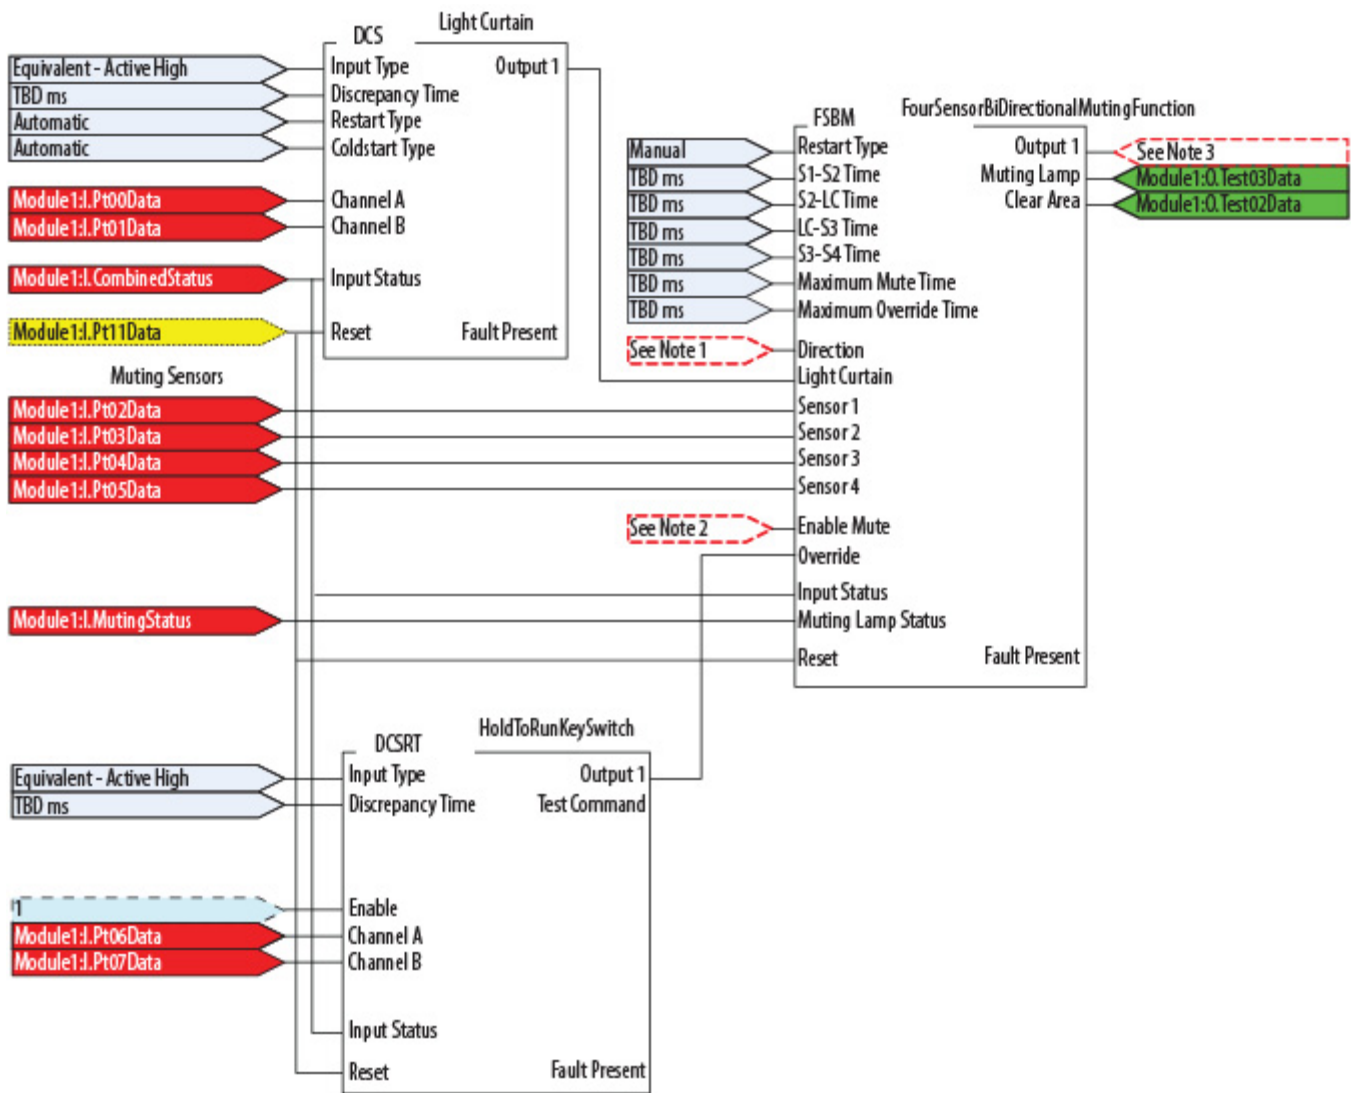 DCS
Light Curtain
Equivalent - Active High
Input Type
Output 1
TBD ms
Discrepancy Time
Automatic
Restart Type
Automatic
Coldstart Type
Module1:I.Pt00Data
Channel A
Module1:I.Pt01Data
Channel B
Module1:I.CombinedStatus
Input Status
Module1:I.Pt11Data
Reset
Fault Present
FSBM
FourSensorBiDirectionalMutingFunction
Manual
Restart Type
Output 1
See Note 3
TBD ms
S1-S2 Time
Muting Lamp
Module1:O.Test03Data
TBD ms
S2-LC Time
Clear Area
Module1:O.Test02Data
TBD ms
LC-S3 Time
TBD ms
S3-S4 Time
TBD ms
Maximum Mute Time
TBD ms
Maximum Override Time
See Note 1
Direction
Light Curtain
Muting Sensors
Module1:I.Pt02Data
Sensor 1
Module1:I.Pt03Data
Sensor 2
Module1:I.Pt04Data
Sensor 3
Module1:I.Pt05Data
Sensor 4
See Note 2
Enable Mute
Override
Input Status
Module1:I.MutingStatus
Muting Lamp Status
Reset
Fault Present
DCSRT
HoldToRunKeySwitch
Equivalent - Active High
Input Type
Output 1
TBD ms
Discrepancy Time
Test Command
'1
Enable
Module1:I.Pt06Data
Channel A
Module1:I.Pt07Data
Channel B
Input Status
Reset
Fault Present